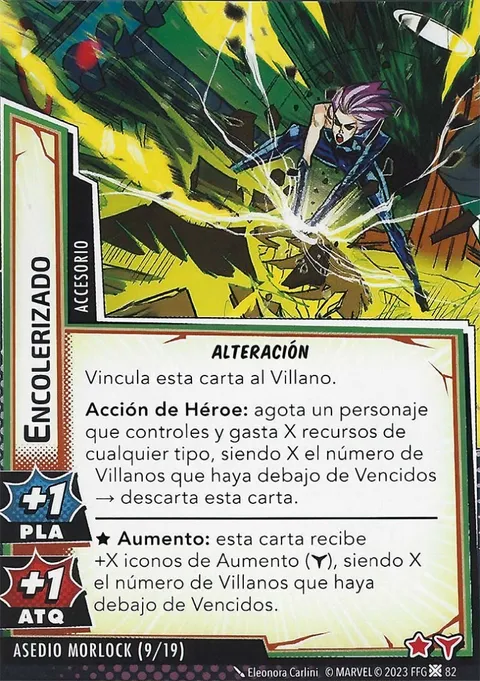 ENCOLERIZADO
ACCESORIO
ALTERACIÓN
Vincula esta carta al Villano.
Acción de Héroe: agota un personaje
que controles y gasta X recursos de
cualquier tipo, siendo X el número de
Villanos que haya debajo de Vencidos
→ descarta esta carta.
+1
PLA
★ Aumento: esta carta recibe
+X iconos de Aumento (), siendo X
el número de Villanos que haya
debajo de Vencidos.
+1
ATQ
ASEDIO MORLOCK (9/19)
Eleonora Carlini © MARVEL © 2023 FFG 82